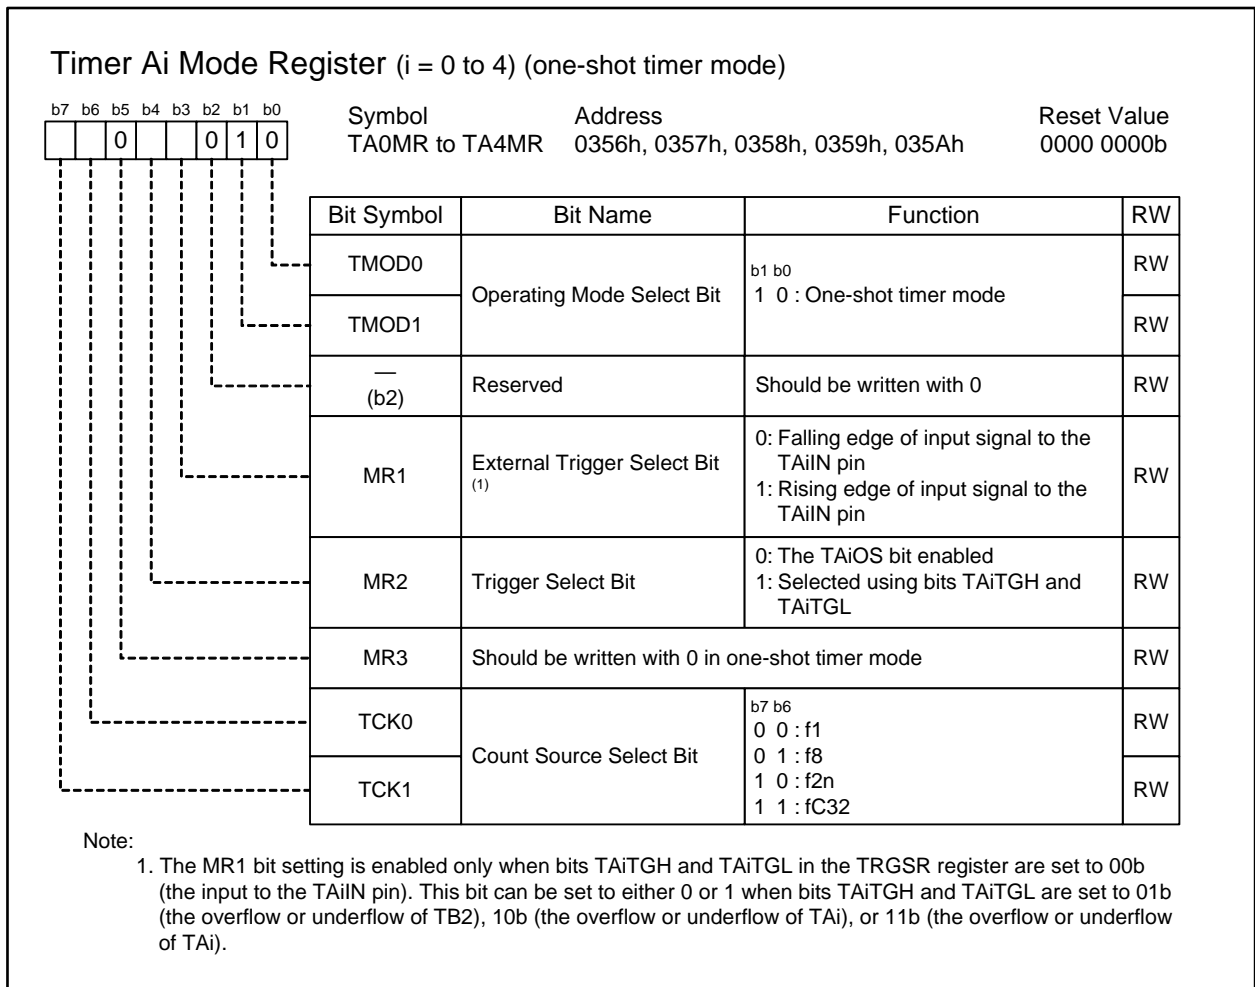 Timer Ai Mode Register (i = 0 to 4) (one-shot timer mode)
b7 b6 b5 b4 b3 b2 b1 b0
0 0 1 0
Symbol Address Reset Value
TA0MR to TA4MR 0356h, 0357h, 0358h, 0359h, 035Ah 0000 0000b
Bit Symbol Bit Name Function RW
TMOD0 RW
Operating Mode Select Bit
b1 b0
1 0 : One-shot timer mode
TMOD1 RW
—
(b2) Reserved Should be written with 0 RW
MR1 External Trigger Select Bit
(1)
0: Falling edge of input signal to the
TAiIN pin
1: Rising edge of input signal to the
TAiIN pin
RW
MR2 Trigger Select Bit
0: The TAiOS bit enabled
1: Selected using bits TAiTGH and
TAiTGL
RW
MR3 Should be written with 0 in one-shot timer mode RW
TCK0 RW
Count Source Select Bit
b7 b6
0 0 : f1
0 1 : f8
1 0 : f2n
1 1 : fC32
TCK1 RW
Note:
1. The MR1 bit setting is enabled only when bits TAiTGH and TAiTGL in the TRGSR register are set to 00b
(the input to the TAiIN pin). This bit can be set to either 0 or 1 when bits TAiTGH and TAiTGL are set to 01b
(the overflow or underflow of TB2), 10b (the overflow or underflow of TAi), or 11b (the overflow or underflow
of TAi).